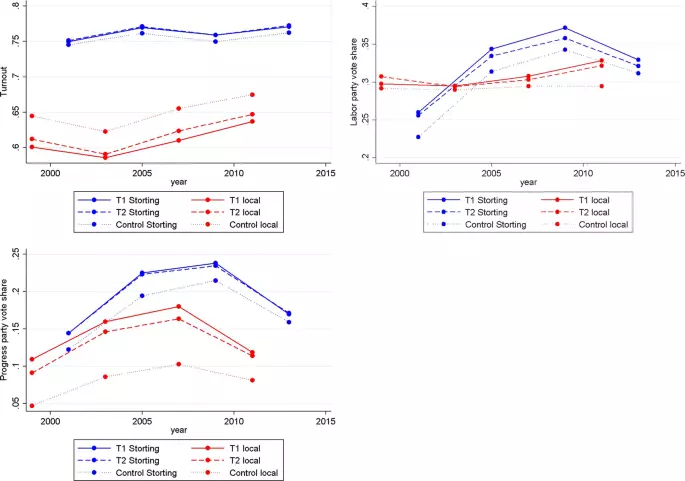 Turnout
.8
.75
.7
.65
.6
2000
2005
2010
2015
year
T1 Storting
T1 local
T2 Storting
T2 local
Control Storting
Control local
Labor party vote share
.4
.35
.3
.25
.2
2000
2005
2010
2015
year
T1 Storting
T1 local
T2 Storting
T2 local
Control Storting
Control local
Progress party vote share
.25
.2
.15
.1
.05
2000
2005
2010
2015
year
T1 Storting
T1 local
T2 Storting
T2 local
Control Storting
Control local